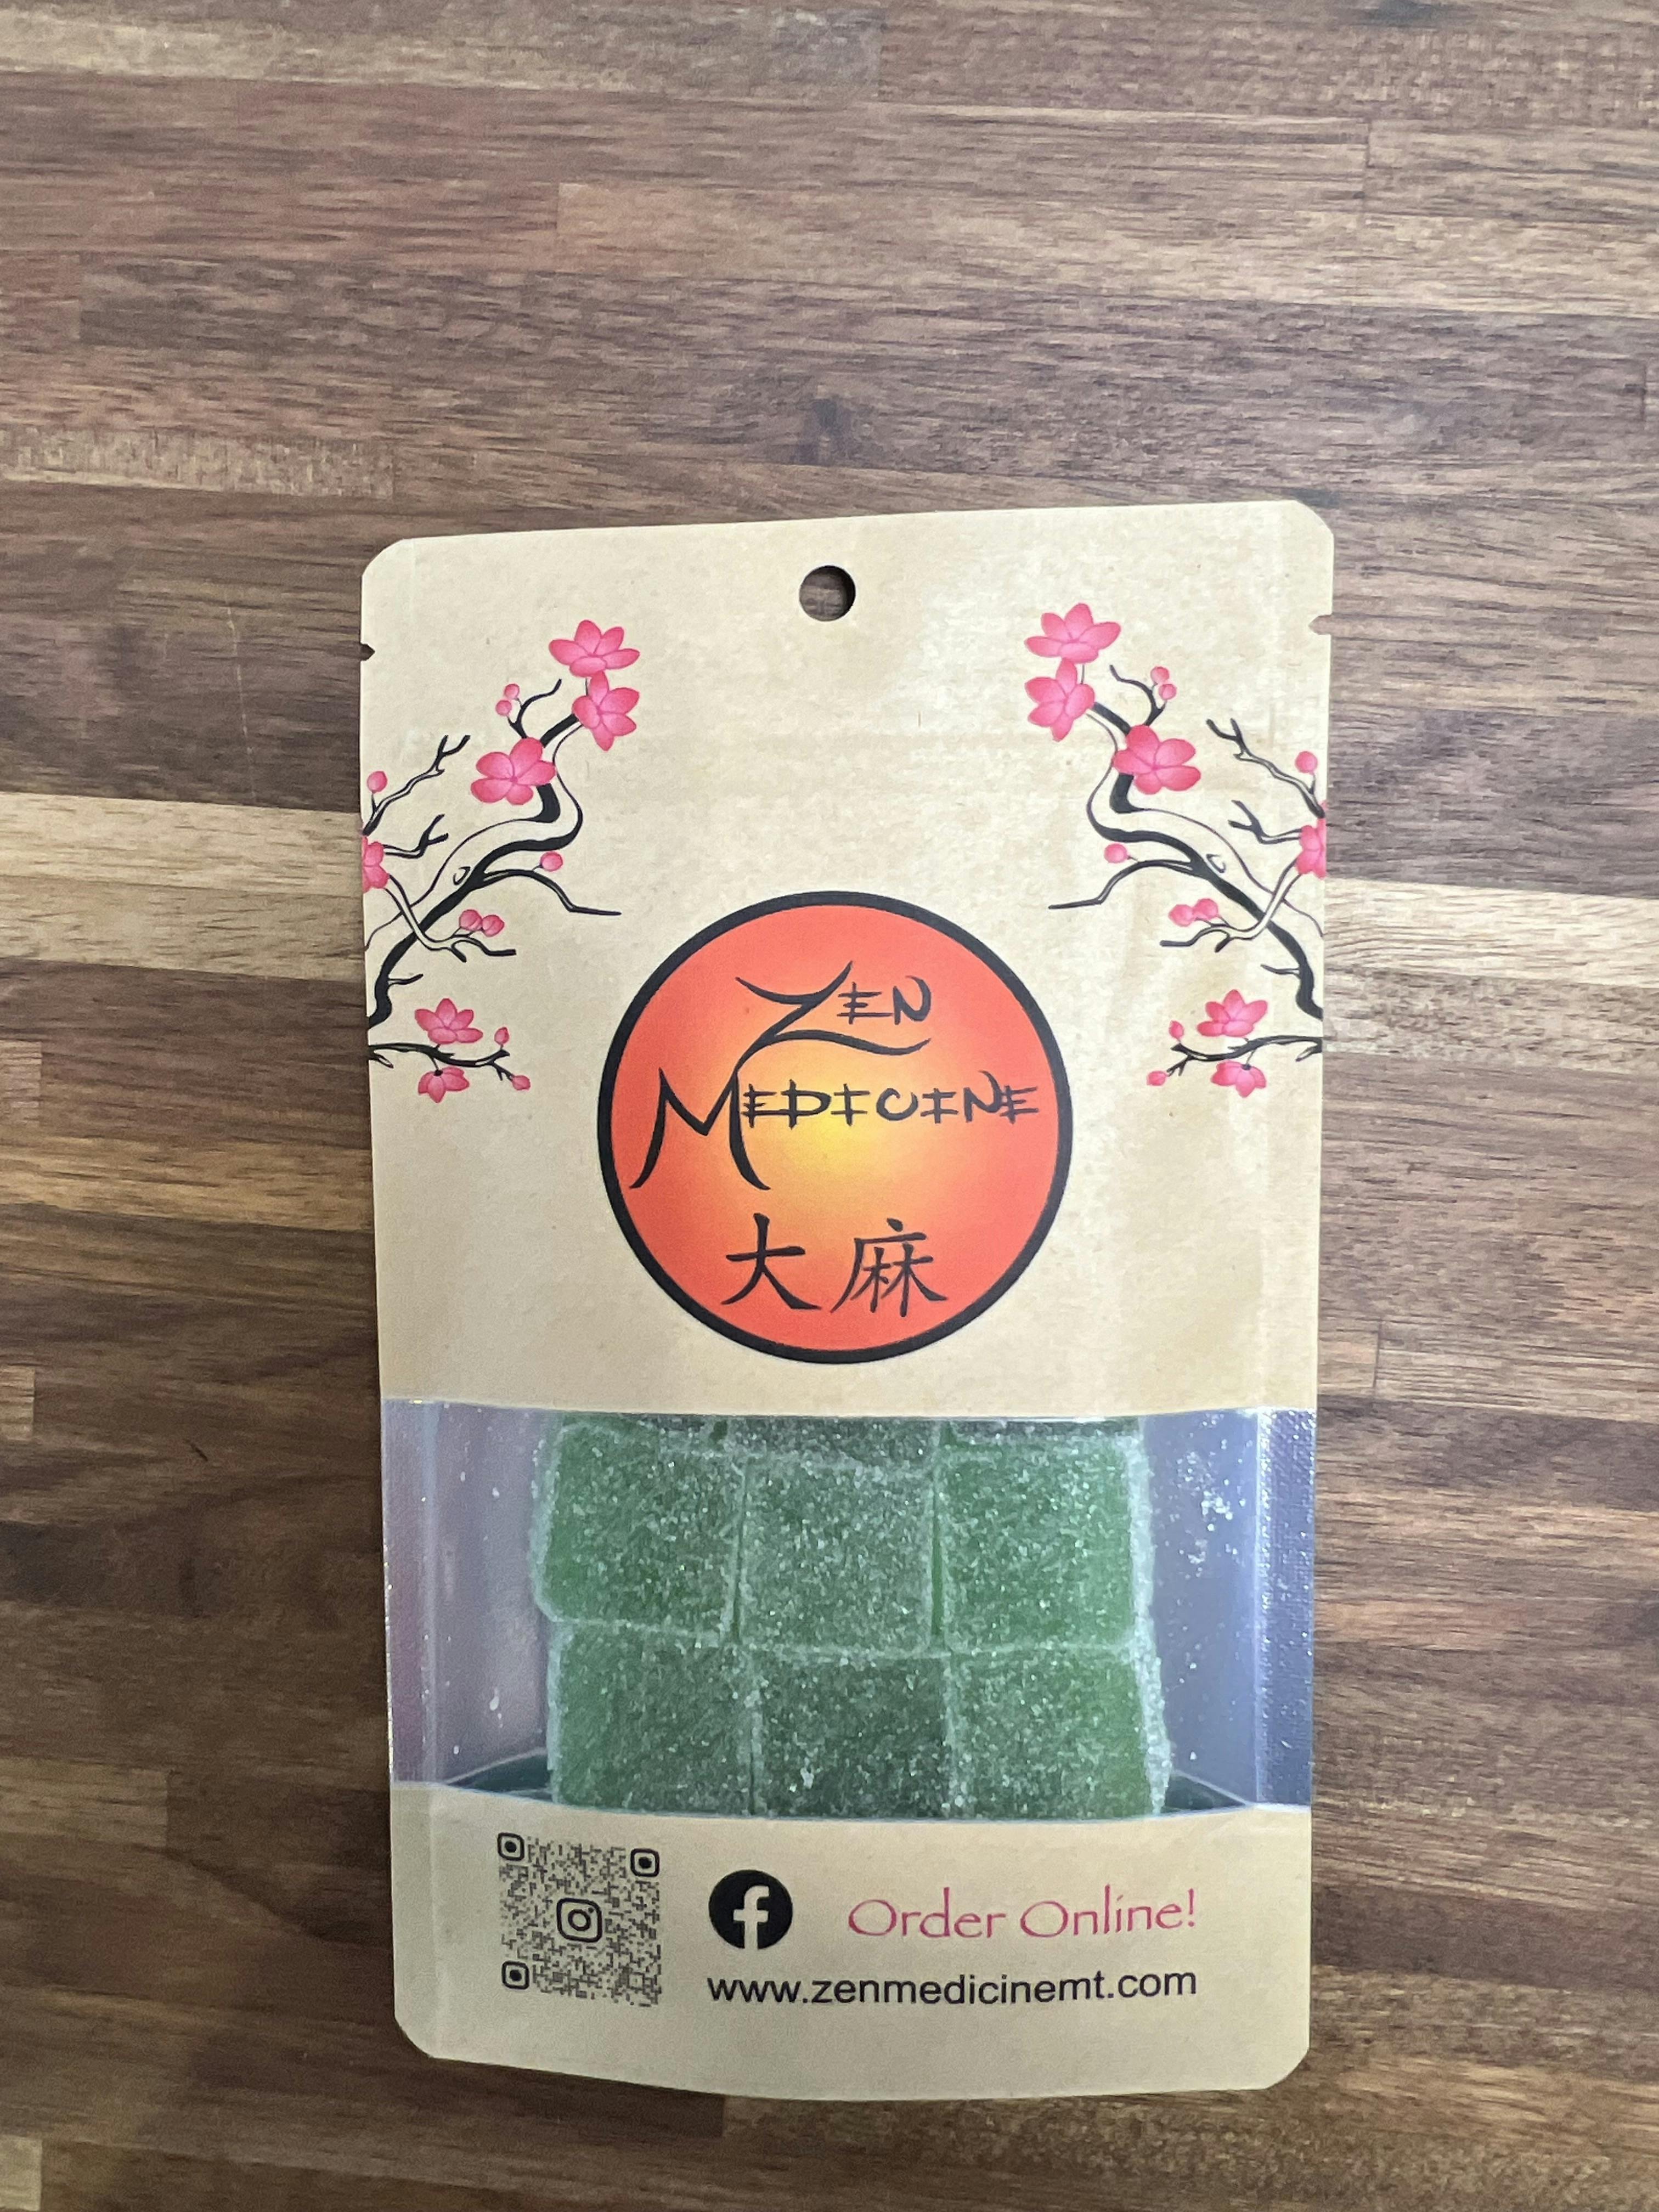 Zen
Medicine
大麻
Order Online!
www.zenmedicinemt.com